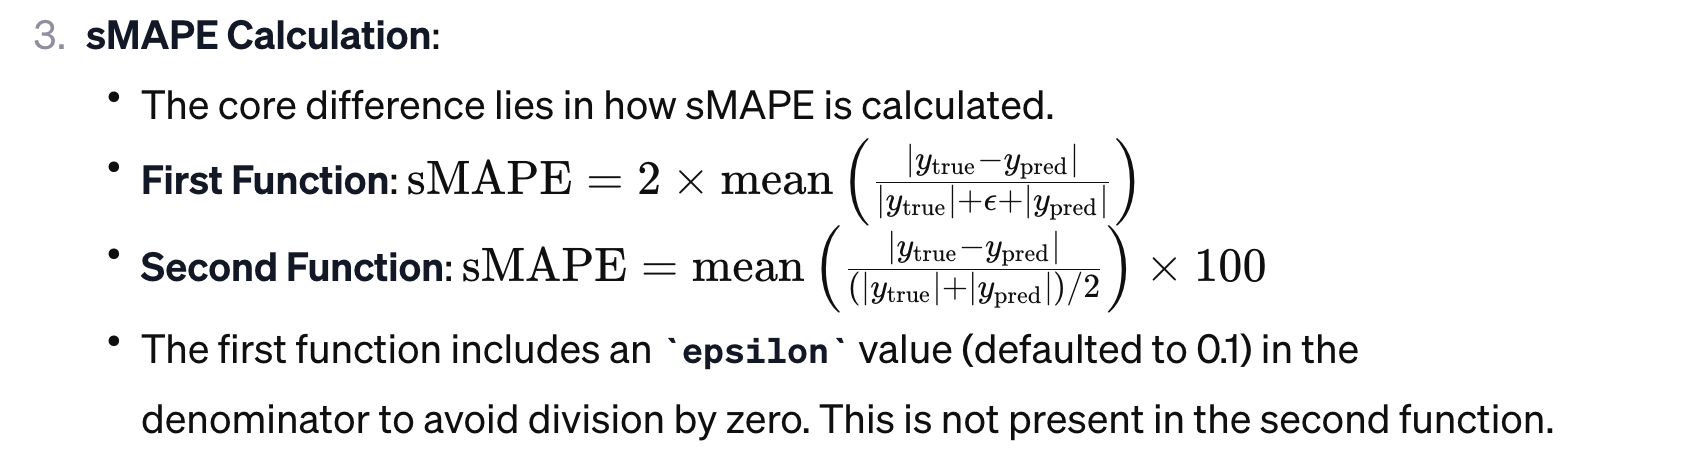 3. sMAPE Calculation:
• The core difference lies in how sMAPE is calculated.
• First Function: $\text{sMAPE} = 2 \times \text{mean}\left(\frac{|y_{\text{true}} - y_{\text{pred}}|}{|y_{\text{true}}| + \epsilon + |y_{\text{pred}}|}\right)$
• Second Function: $\text{sMAPE} = \text{mean}\left(\frac{|y_{\text{true}} - y_{\text{pred}}|}{(|y_{\text{true}}| + |y_{\text{pred}}|)/2}\right) \times 100$
• The first function includes an `epsilon` value (defaulted to 0.1) in the
denominator to avoid division by zero. This is not present in the second function.